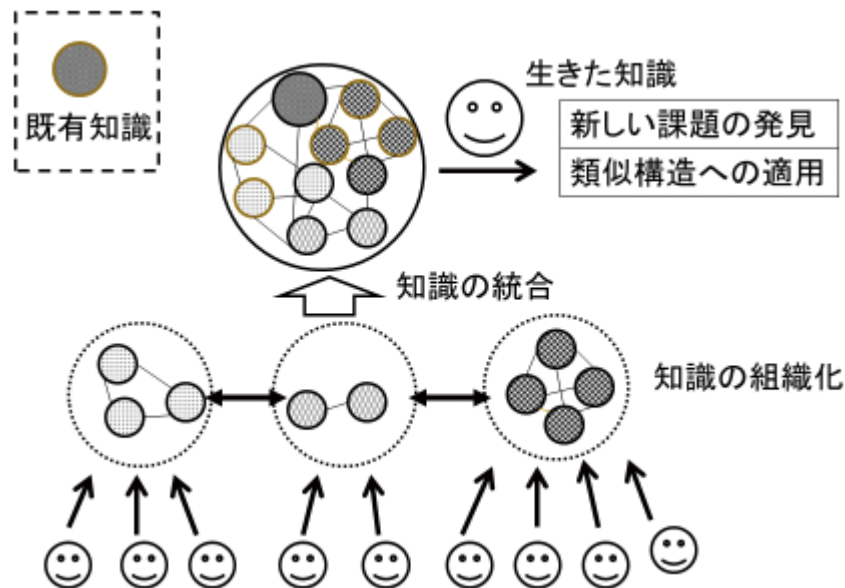 既有知識
生きた知識
新しい課題の発見
類似構造への適用
知識の統合
知識の組織化